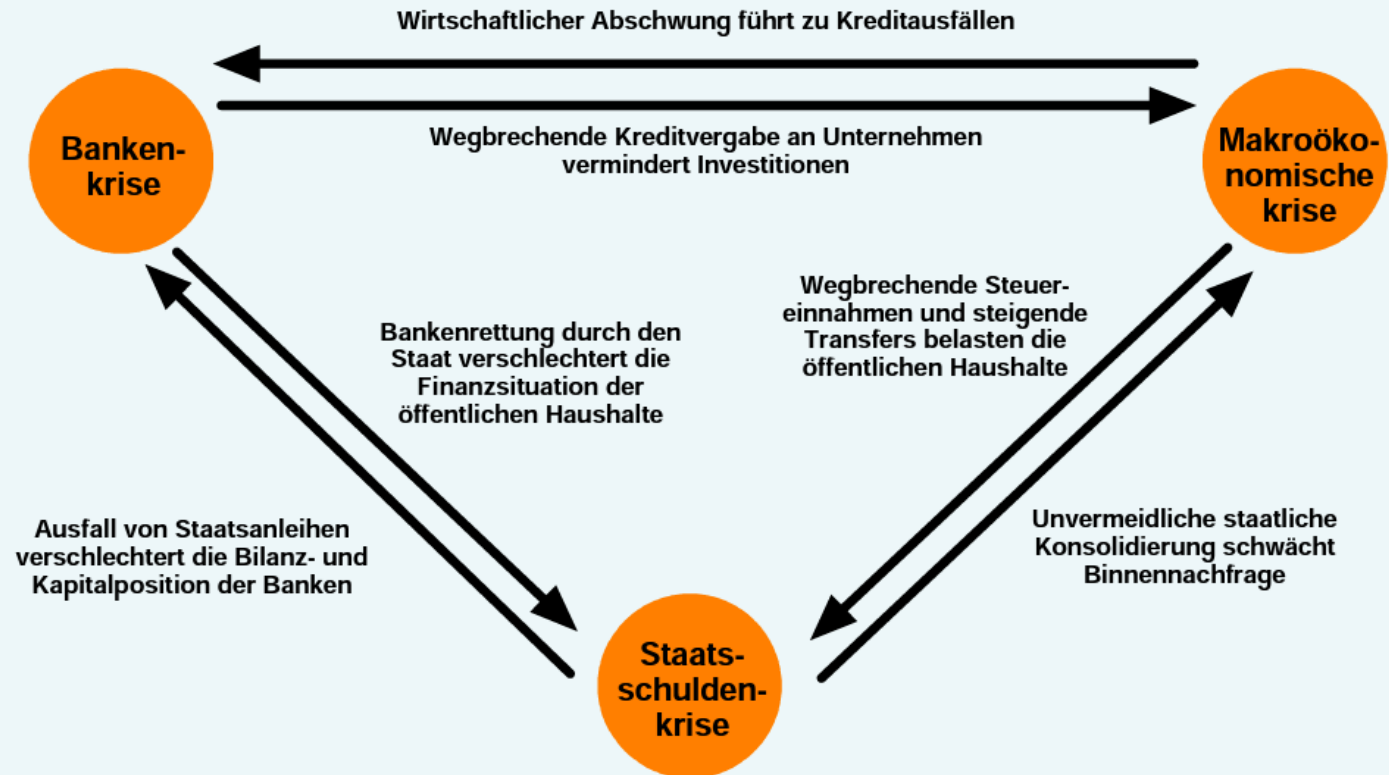 Wirtschaftlicher Abschwung führt zu Kreditausfällen
Banken-
krise
Wegbrechende Kreditvergabe an Unternehmen
vermindert Investitionen
Makroöko-
nomische
krise
Bankenrettung durch den
Staat verschlechtert die
Finanzsituation der
öffentlichen Haushalte
Wegbrechende Steuer-
einnahmen und steigende
Transfers belasten die
öffentlichen Haushalte
Ausfall von Staatsanleihen
verschlechtert die Bilanz- und
Kapitalposition der Banken
Unvermeidliche staatliche
Konsolidierung schwächt
Binnennachfrage
Staats-
schulden-
krise